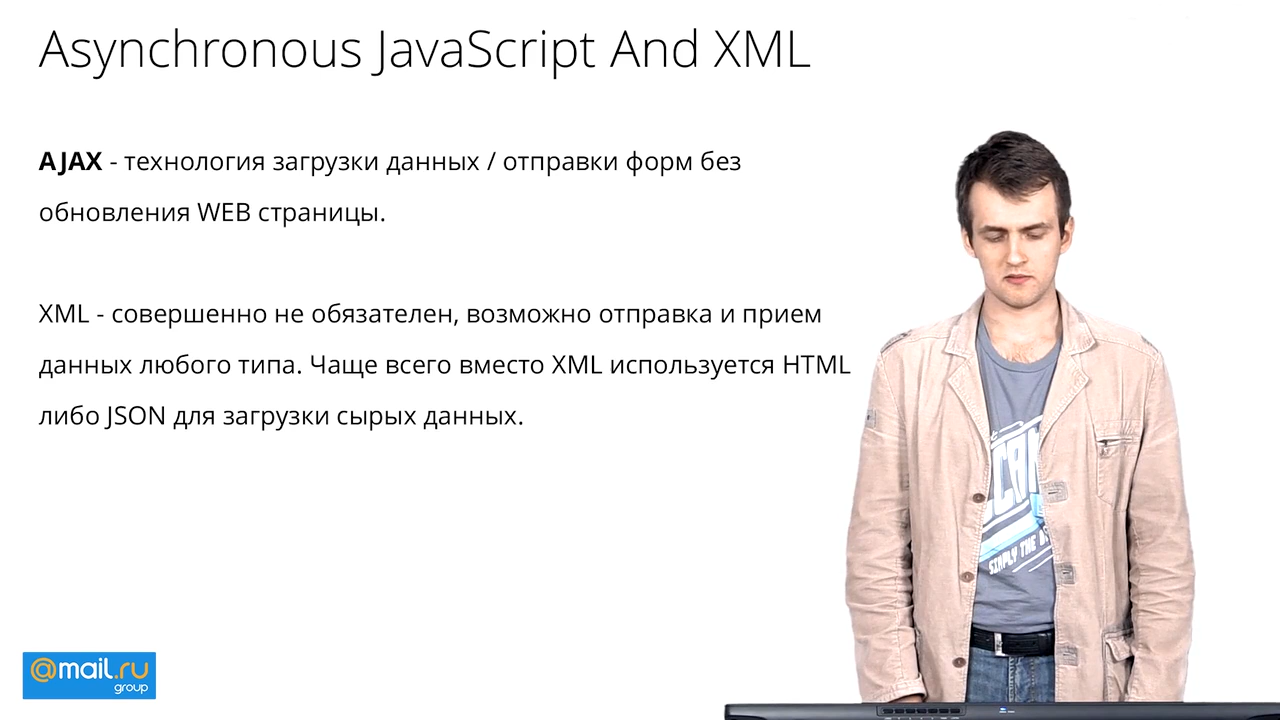 Asynchronous JavaScript And XML
AJAX - технология загрузки данных / отправки форм без
обновления WEB страницы.
XML - совершенно не обязателен, возможно отправка и прием
данных любого типа. Чаще всего вместо XML используется HTML
либо JSON для загрузки сырых данных.
SIMPLY THE
@mail.ru
group